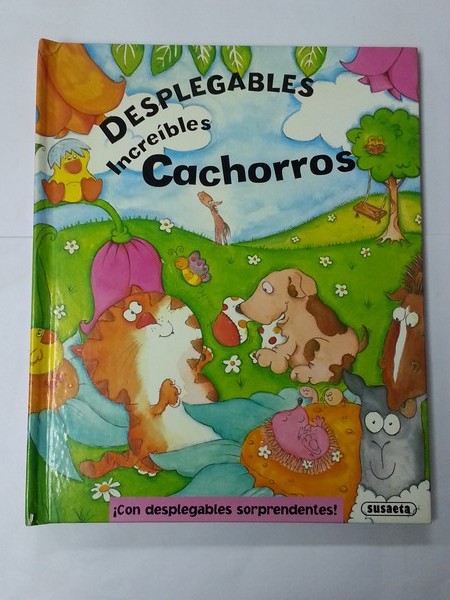 DESPLEGABLES
Increíbles
Cachorros
¡Con desplegables sorprendentes!
susaeta